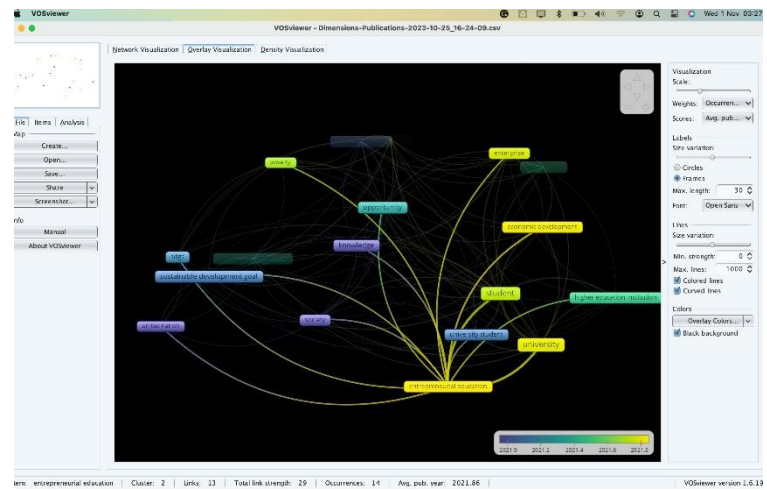 VOSviewer
Wed 1 Nov 03:27
VOSviewer - Dimensions-Publications-2023-10-25_16-24-09.csv
Network Visualization Overlay Visualization Density Visualization
File Items Analysis
Map
Create...
Open...
Save...
Share
Screenshot...
Info
Manual
About VOSviewer
poverty
enterprise
opportunity
economic development
knowledge
sdgs
sustainable development goal
student
higher education institution
united nation
society
university student
university
entrepreneurial education
2021.0 2021.2 2021.4 2021.6 2021.8
Visualization
Scale:
Weights: Occurren...
Scores: Avg. pub...
Labels
Size variation:
Circles
Frames
Max. length: 30
Font: Open Sans
Lines
Size variation:
Min. strength: 0
Max. lines: 1000
Colored lines
Curved lines
Colors
Overlay Colors...
Black background
Item: entrepreneurial education Cluster: 2 Links: 13 Total link strength: 29 Occurrences: 14 Avg. pub. year: 2021.86
VOSviewer version 1.6.19